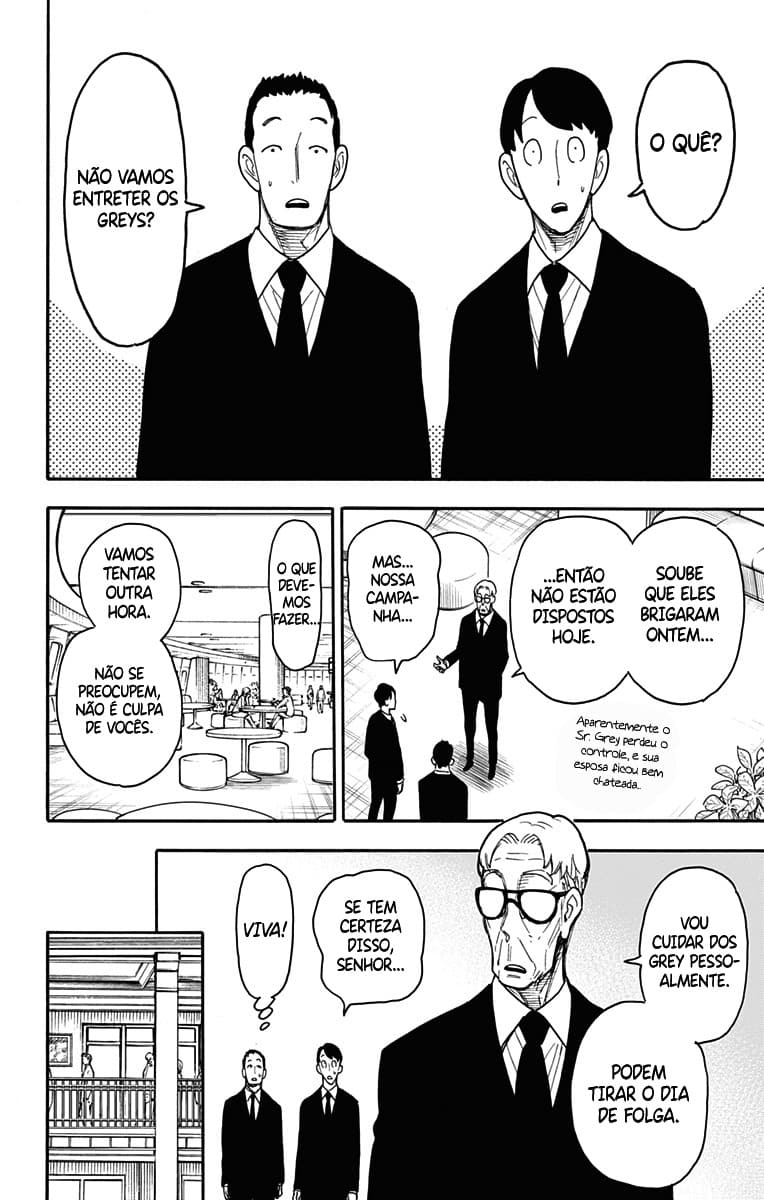 O QUÊ?
NÃO VAMOS
ENTRETER OS
GREYS?
SOUBE
QUE ELES
BRIGARAM
ONTEM...
...ENTÃO
NÃO ESTÃO
DISPOSTOS
HOJE.
Aparentemente o
Sr. Grey perdeu o
controle, e sua
esposa ficou bem
chateada..
MAS...
NOSSA
CAMPA-
NHA...
O QUE
DEVE-
MOS
FAZER...
VAMOS
TENTAR
OUTRA
HORA.
NÃO SE
PREOCUPEM,
NÃO É CULPA
DE VOCÊS.
VOU
CUIDAR DOS
GREY PESSO-
ALMENTE.
PODEM
TIRAR O DIA
DE FOLGA.
SE TEM
CERTEZA
DISSO,
SENHOR...
VIVA!